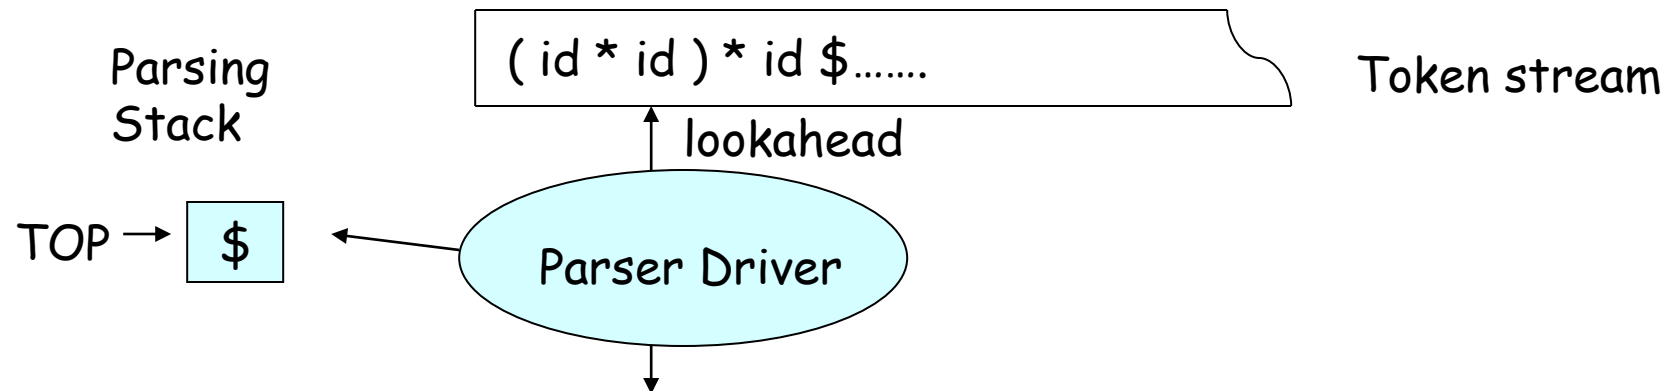 Parsing
Stack
( id * id ) * id $.......
Token stream
lookahead
TOP
$
Parser Driver